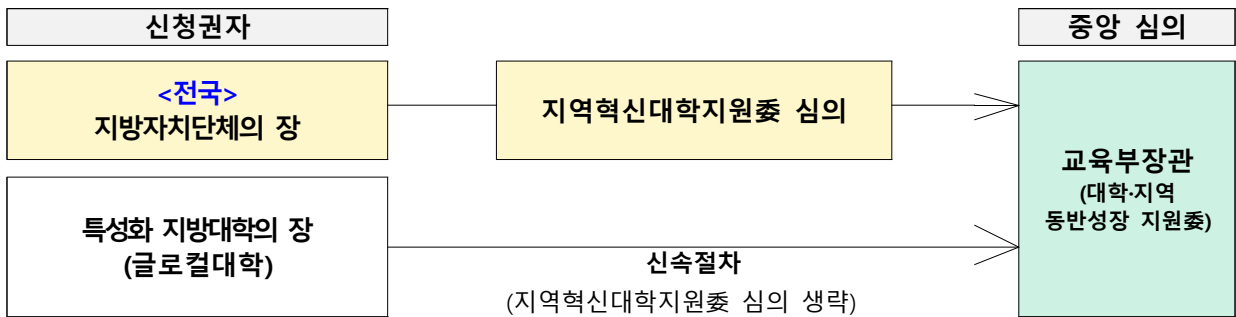 신청권자
중앙 심의
<전국>
지방자치단체의 장
지역혁신대학지원委 심의
교육부장관
(대학·지역
동반성장 지원委)
특성화 지방대학의 장
(글로컬대학)
신속절차
(지역혁신대학지원委 심의 생략)